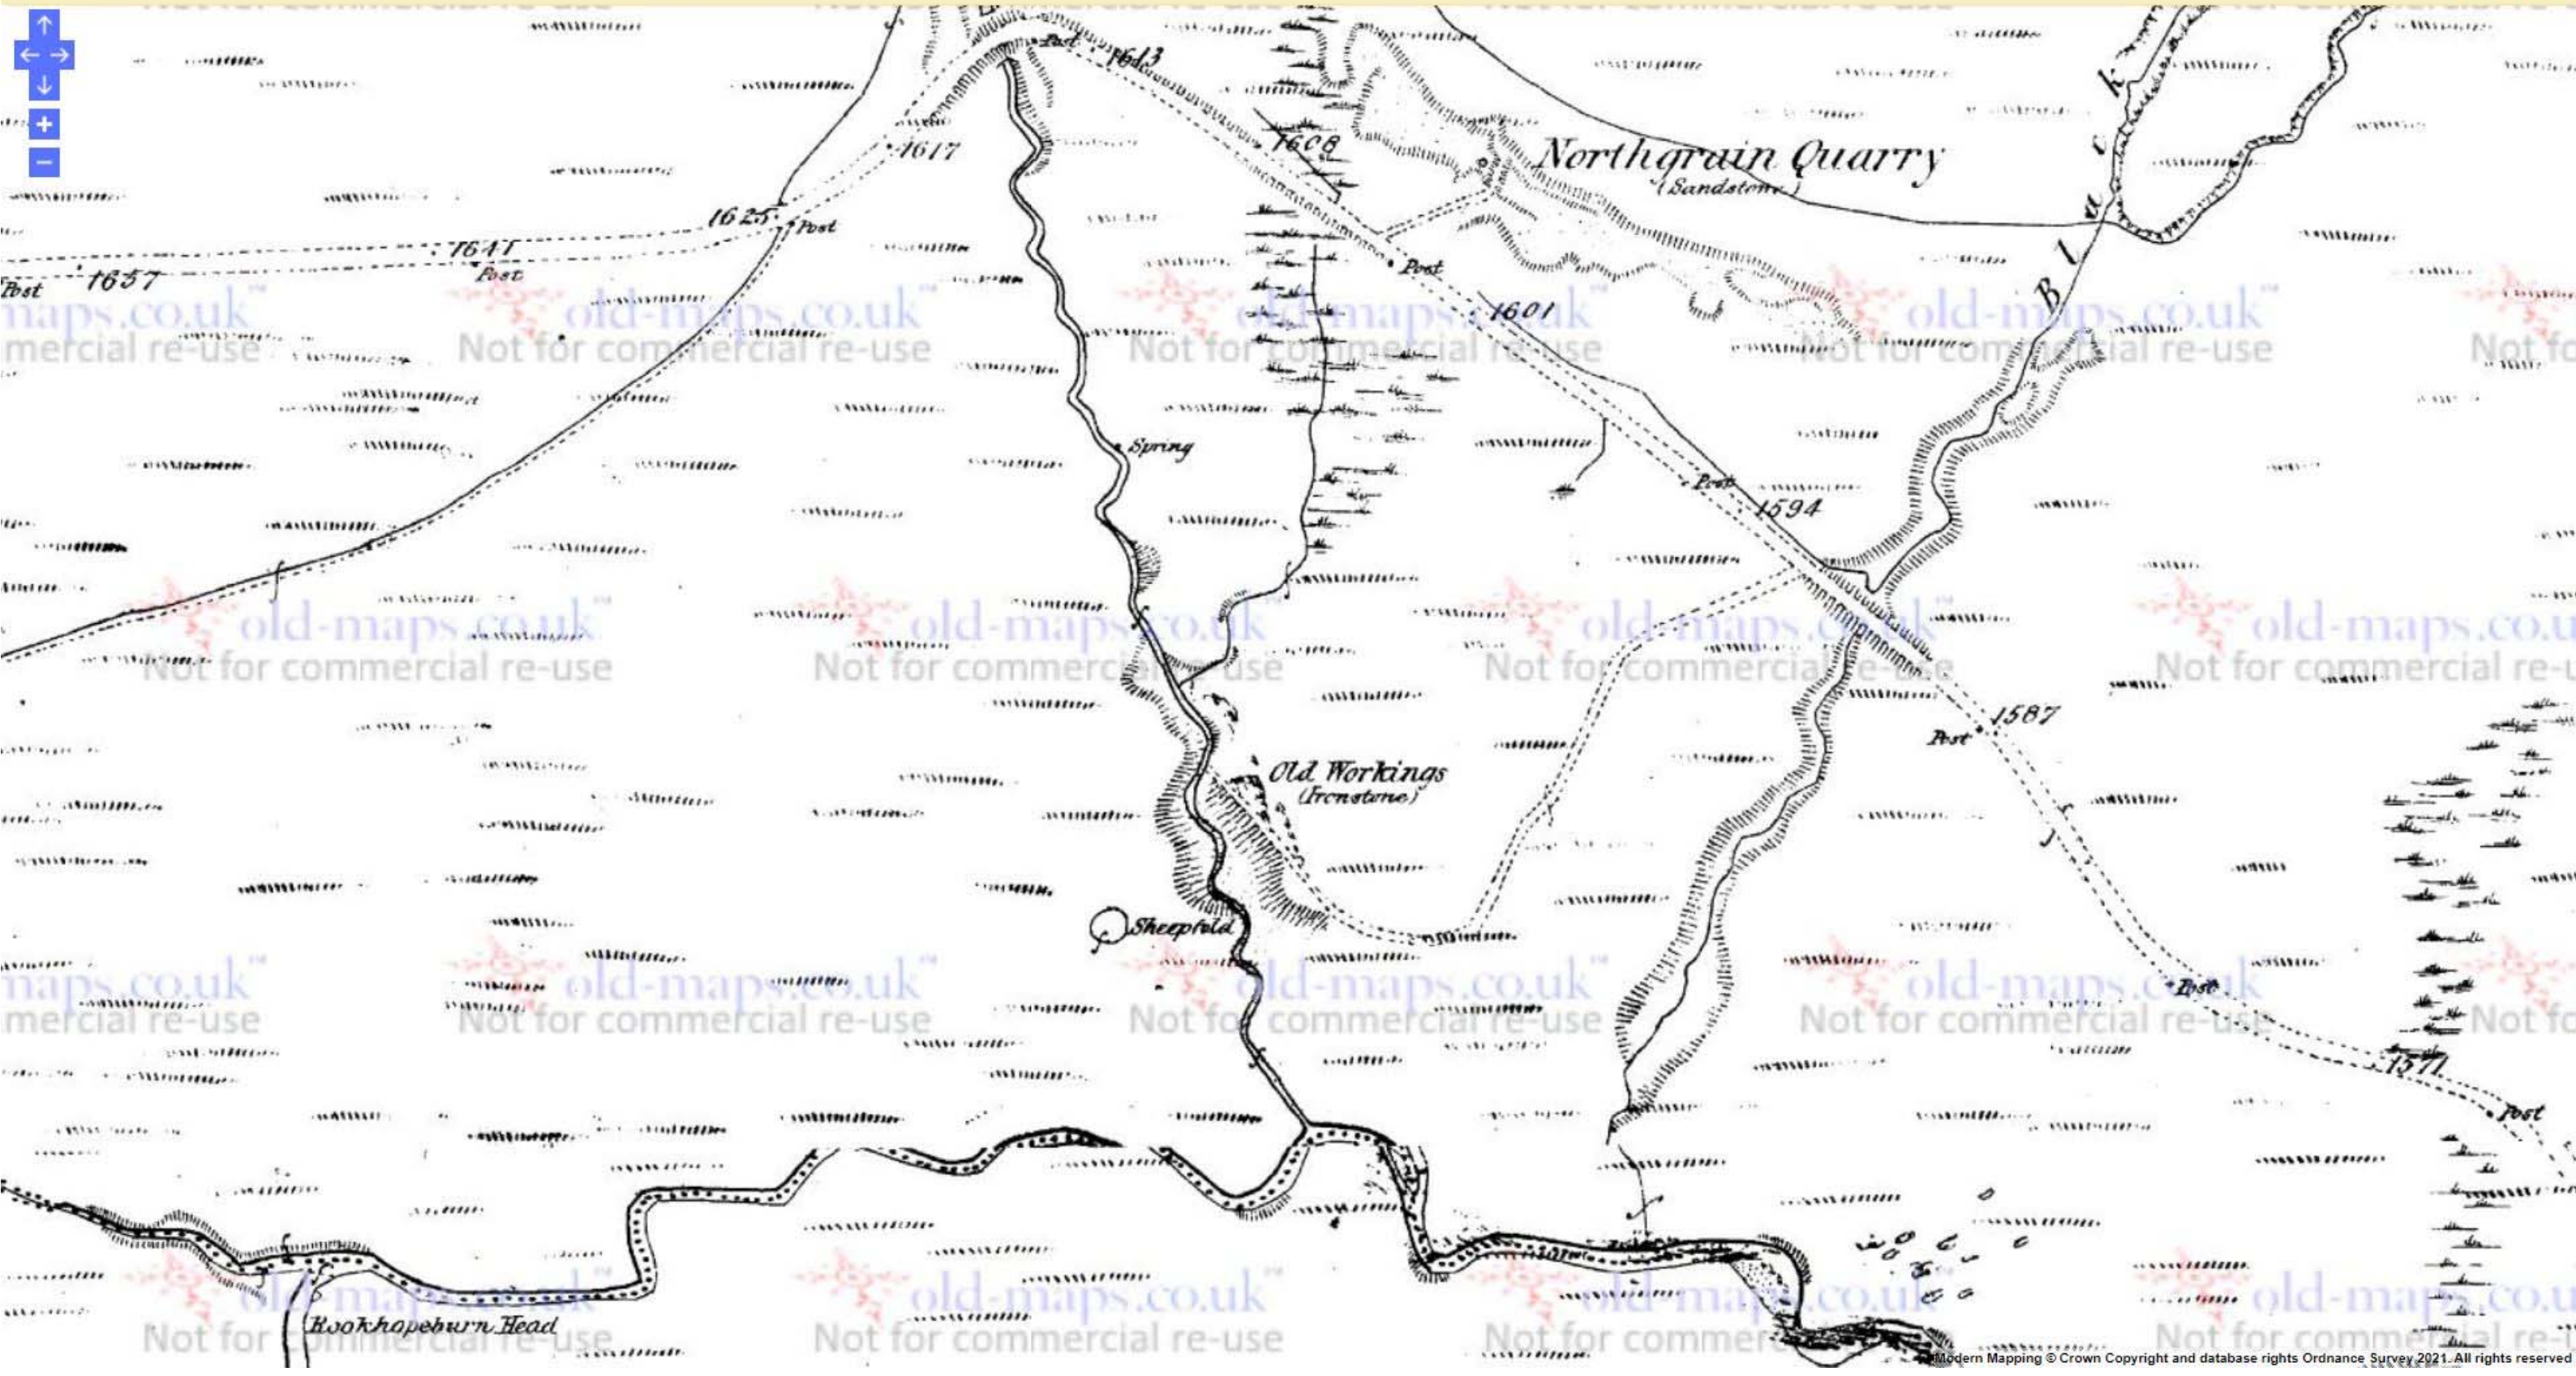 Post
1613
1608
1617
Northgrain Quarry
(Sandstone)
1625
Post
1641
Post
1657
Post
Post
1601
B l a c k
Spring
Post
1594
1587
Post
Old Workings
(Ironstone)
Sheepfold
Post
1571
Post
Rookhopeburn Head
old-maps.co.uk™
Not for commercial re-use
Modern Mapping © Crown Copyright and database rights Ordnance Survey 2021. All rights reserved